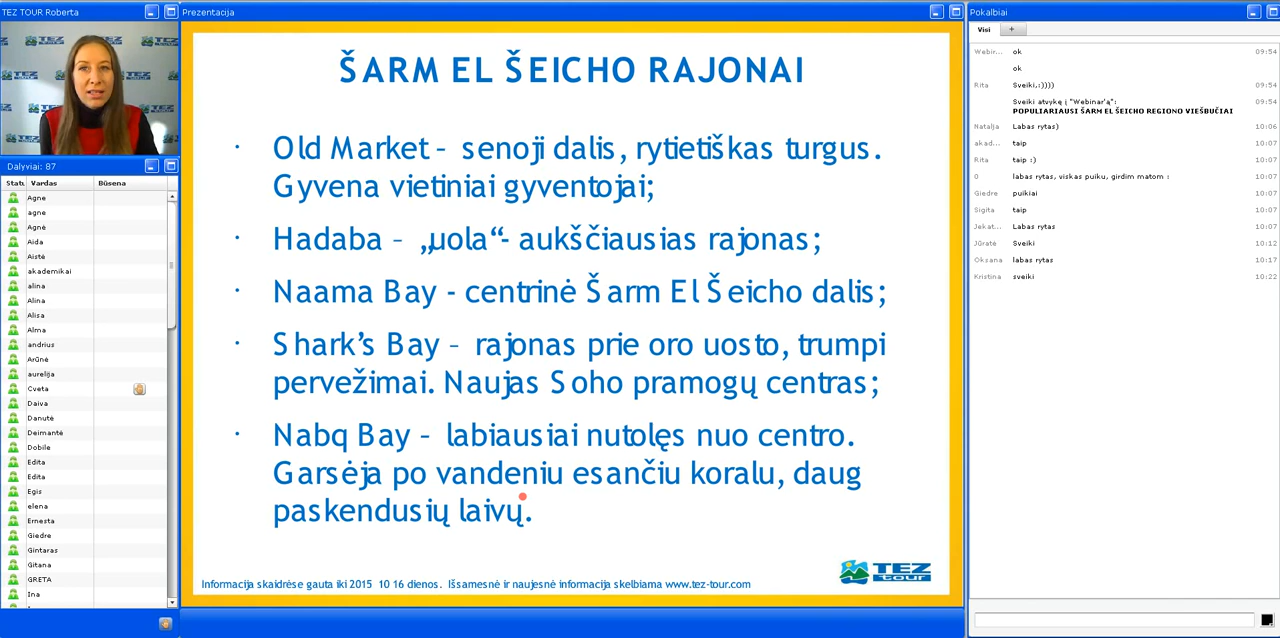 TEZ TOUR Roberta
Dalyviai: 87
Vardas
Būsena
Agne
agne
Agnė
Aida
Aistė
akademikai
alina
Alina
Alisa
Alma
andrius
Arūnė
aurelija
Cveta
Daiva
Danutė
Deimantė
Dobile
Edita
Edita
Egis
elena
Ernesta
Giedre
Gintaras
Gitana
GRETA
Ina
Prezentacija
ŠARM EL ŠEICHO RAJONAI
· Old Market – senoji dalis, rytietiškas turgus.
Gyvena vietiniai gyventojai;
· Hadaba – „uola“- aukščiausias rajonas;
· Naama Bay - centrinė Šarm El Šeicho dalis;
· Shark’s Bay – rajonas prie oro uosto, trumpi
pervežimai. Naujas Soho pramogų centras;
· Nabq Bay – labiausiai nutolęs nuo centro.
Garsėja po vandeniu esančiu koralu, daug
paskendusių laivų.
Informacija skaidrėse gauta iki 2015 10 16 dienos. Išsamesnė ir naujesnė informacija skelbiama www.tez-tour.com
TEZ
tour
Pokalbiai
Visi +
Webir... ok 09:54
ok
Rita Sveiki,:)))) 09:54
Sveiki atvykę į "Webinar'ą": 09:54
POPULIARIAUSI ŠARM EL ŠEICHO REGIONO VIEŠBUČIAI
Natalja Labas rytas) 10:06
akad... taip 10:07
Rita taip :) 10:07
0 labas rytas, viskas puiku, girdim matom : 10:07
Giedre puikiai 10:07
Sigita taip 10:07
Jekat... Labas rytas 10:07
Jūratė Sveiki 10:12
Oksana labas rytas 10:17
Kristina sveiki 10:22